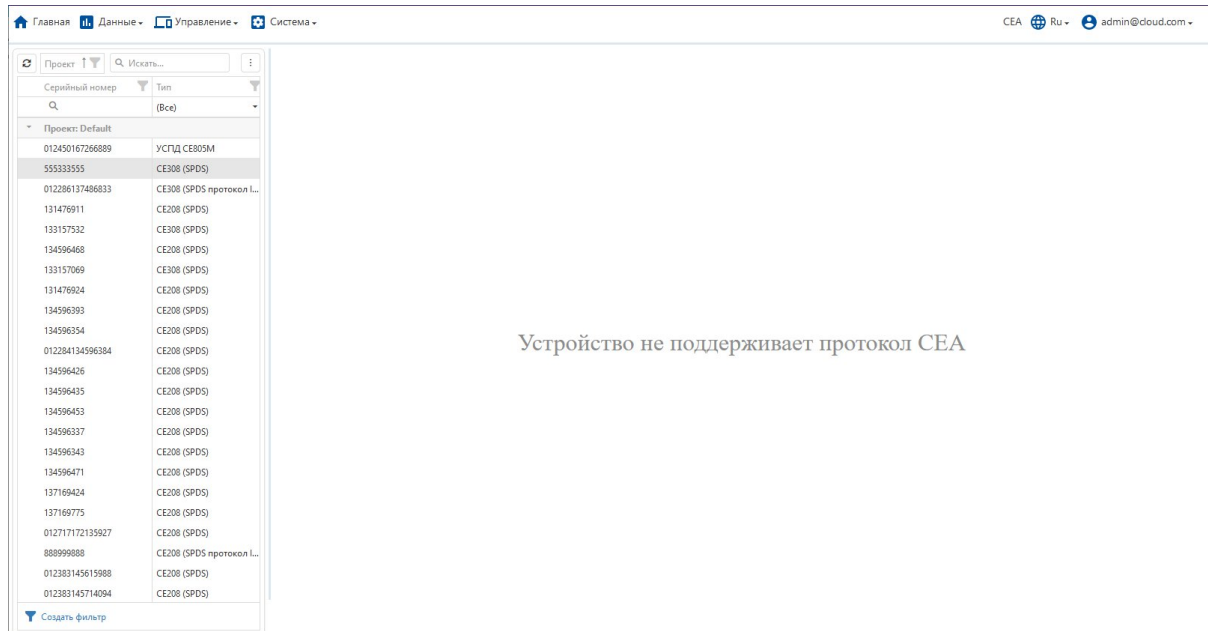 Главная Данные Управление Система CEA Ru admin@cloud.com
Проект Искать...
Серийный номер Тип
(Все)
Проект: Default
012450167266889 УСПД CE805M
555333555 CE308 (SPDS)
012286137486833 CE308 (SPDS протокол I...
131476911 CE208 (SPDS)
133157532 CE308 (SPDS)
134596468 CE208 (SPDS)
133157069 CE308 (SPDS)
131476924 CE208 (SPDS)
134596393 CE208 (SPDS)
134596354 CE208 (SPDS)
012284134596384 CE208 (SPDS)
134596426 CE208 (SPDS)
134596435 CE208 (SPDS)
134596453 CE208 (SPDS)
134596337 CE208 (SPDS)
134596343 CE208 (SPDS)
134596471 CE208 (SPDS)
137169424 CE208 (SPDS)
137169775 CE208 (SPDS)
012717172135927 CE208 (SPDS)
888999888 CE208 (SPDS протокол I...
012383145615988 CE208 (SPDS)
012383145714094 CE208 (SPDS)
Создать фильтр
Устройство не поддерживает протокол CEA